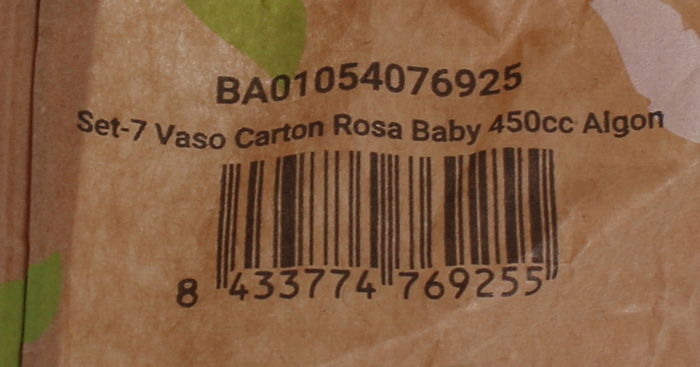 BA01054076925
Set-7 Vaso Carton Rosa Baby 450cc Algon
8 433774 769255